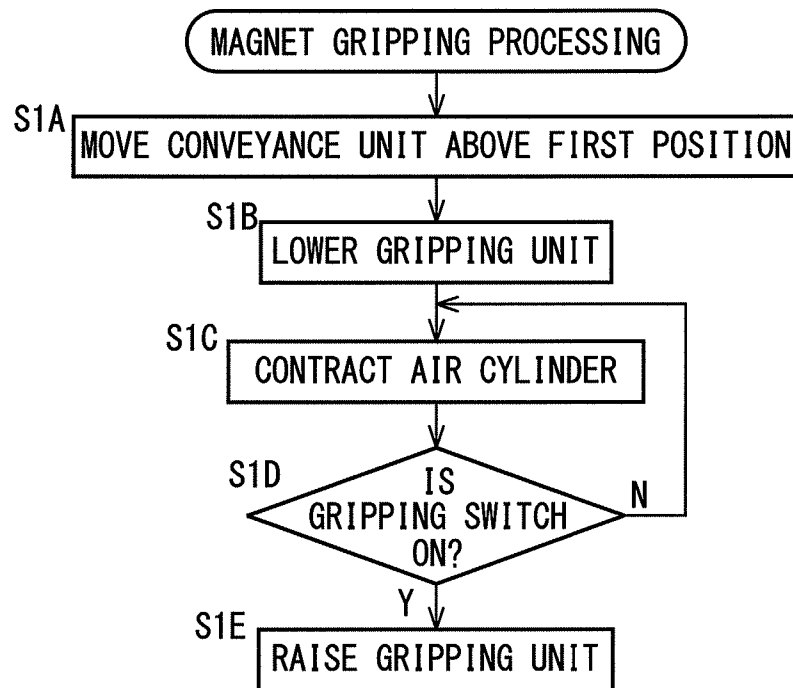 MAGNET GRIPPING PROCESSING
S1A
MOVE CONVEYANCE UNIT ABOVE FIRST POSITION
S1B
LOWER GRIPPING UNIT
S1C
CONTRACT AIR CYLINDER
S1D
IS
GRIPPING SWITCH
ON?
N
Y
S1E
RAISE GRIPPING UNIT